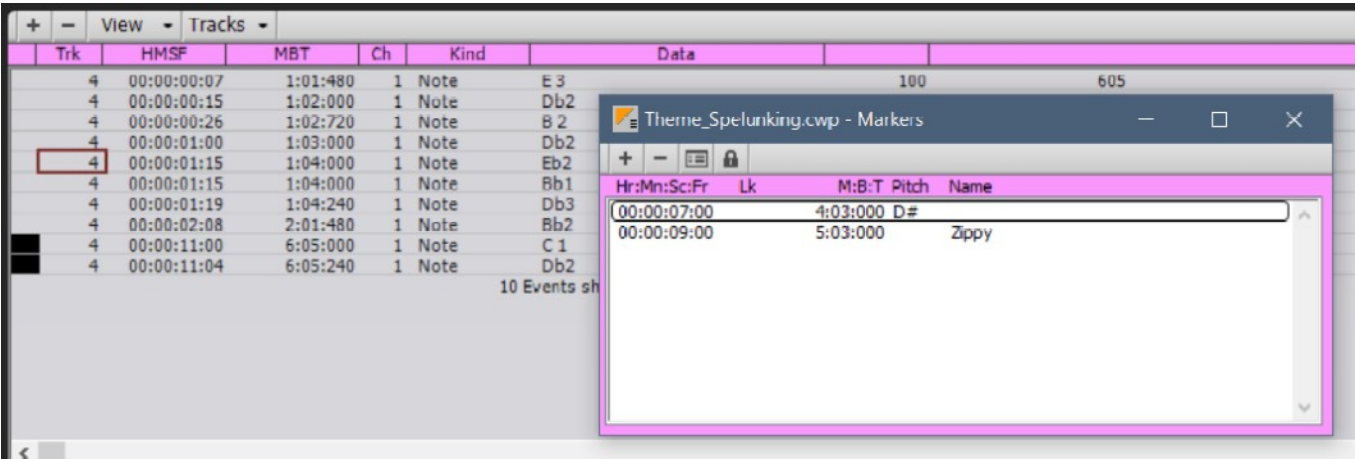 + − View Tracks
Trk HMSF MBT Ch Kind Data
4 00:00:00:07 1:01:480 1 Note E 3 100 605
4 00:00:00:15 1:02:000 1 Note Db2
4 00:00:00:26 1:02:720 1 Note B 2
4 00:00:01:00 1:03:000 1 Note Db2
4 00:00:01:15 1:04:000 1 Note Eb2
4 00:00:01:15 1:04:000 1 Note Bb1
4 00:00:01:19 1:04:240 1 Note Db3
4 00:00:02:08 2:01:480 1 Note Bb2
4 00:00:11:00 6:05:000 1 Note C 1
4 00:00:11:04 6:05:240 1 Note Db2
10 Events sh
Theme_Spelunking.cwp - Markers
+ −
Hr:Mn:Sc:Fr Lk M:B:T Pitch Name
00:00:07:00 4:03:000 D#
00:00:09:00 5:03:000 Zippy